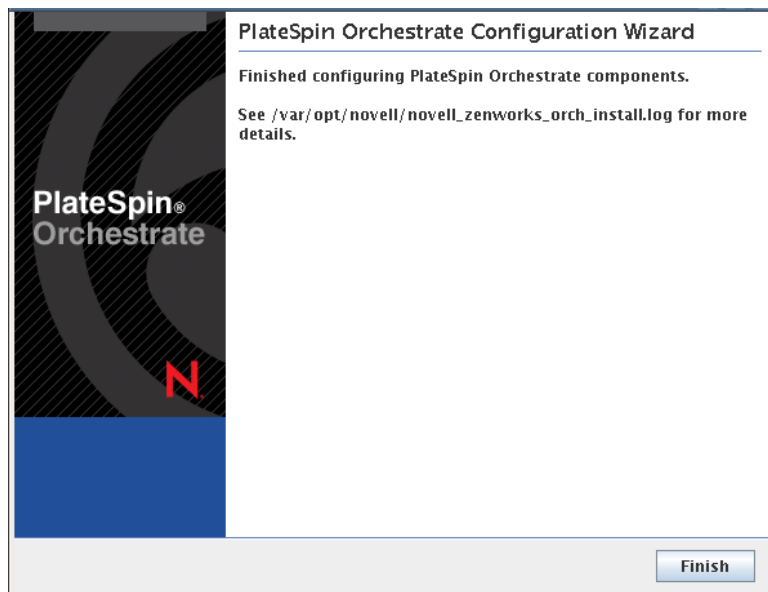 PlateSpin Orchestrate Configuration Wizard
Finished configuring PlateSpin Orchestrate components.
See /var/opt/novell/novell_zenworks_orch_install.log for more
details.
PlateSpin®
Orchestrate
N
Finish